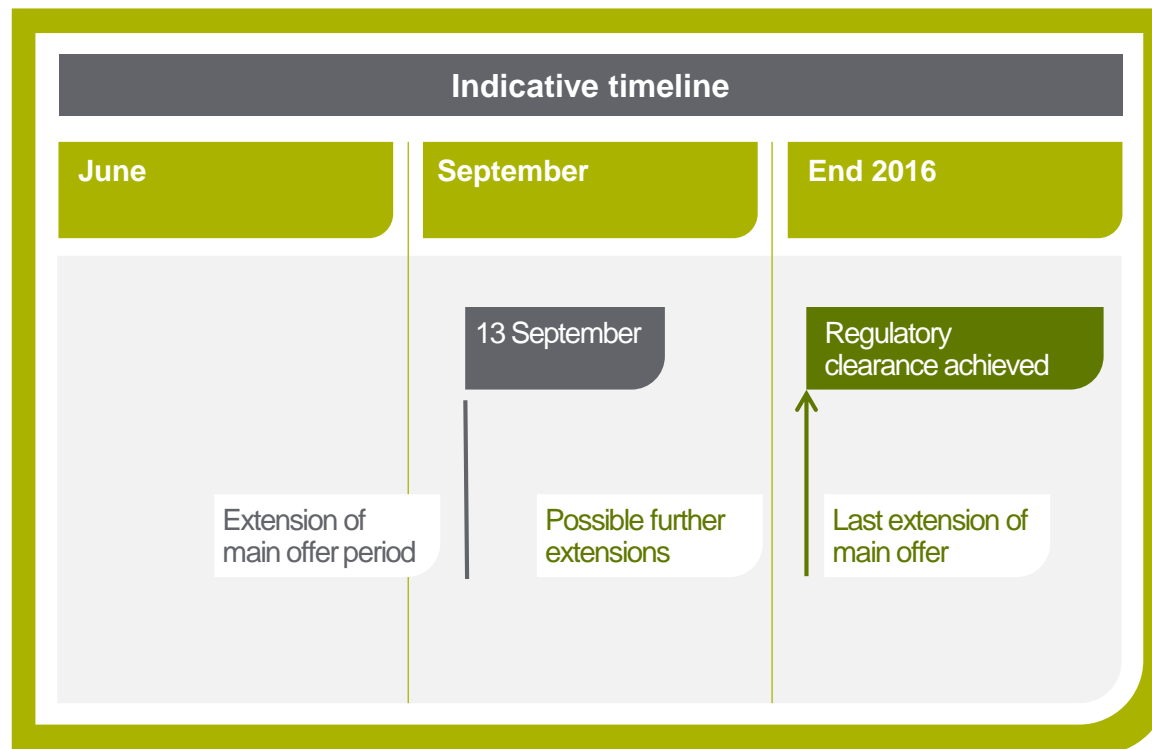 Indicative timeline
June
September
End 2016
13 September
Regulatory
clearance achieved
Extension of
main offer period
Possible further
extensions
Last extension of
main offer